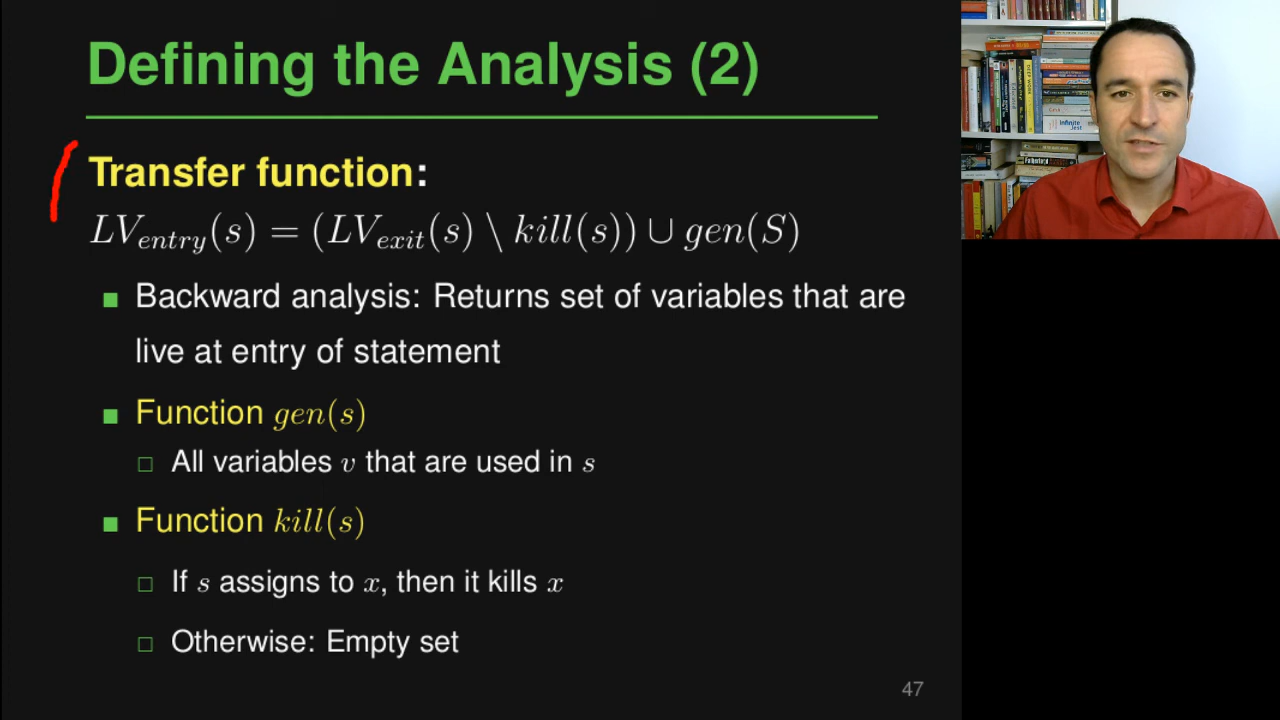 Defining the Analysis (2)
Transfer function:
LV_entry(s) = (LV_exit(s) \ kill(s)) ∪ gen(S)
■ Backward analysis: Returns set of variables that are
live at entry of statement
■ Function gen(s)
□ All variables v that are used in s
■ Function kill(s)
□ If s assigns to x, then it kills x
□ Otherwise: Empty set
47
Infinite
Jest